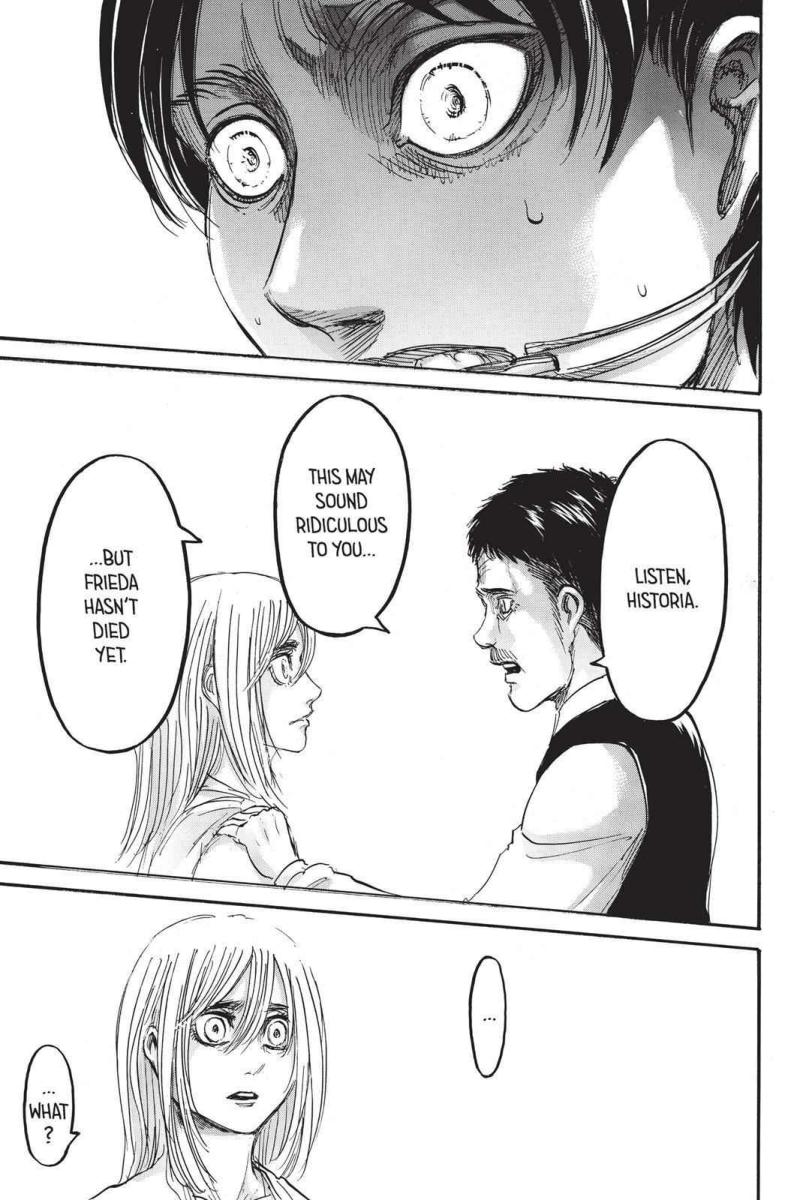 LISTEN,
HISTORIA.
THIS MAY
SOUND
RIDICULOUS
TO YOU...
...BUT
FRIEDA
HASN'T
DIED
YET.
...
...
WHAT
?